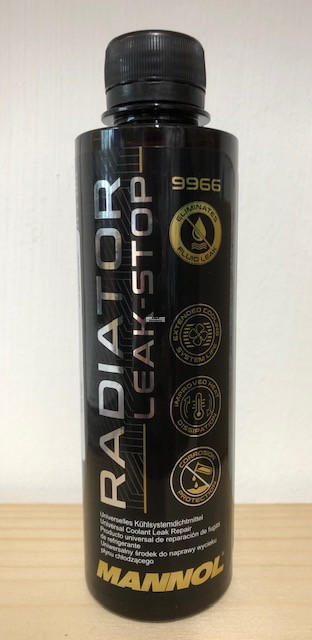 RADIATOR
LEAK-STOP
9966
ELIMINATES
FLUID LEAK
EXTENDED COOLING
SYSTEM LIFE
IMPROVED HEAT
DISSIPATION
CORROSION
PROTECTION
Universelles Kühlsystemdichtmittel
Universal Coolant Leak Repair
Producto universal de reparación de fugas
de refrigerante
Uniwersalny środek do naprawy wycieku
płynu chłodzącego
MANNOL